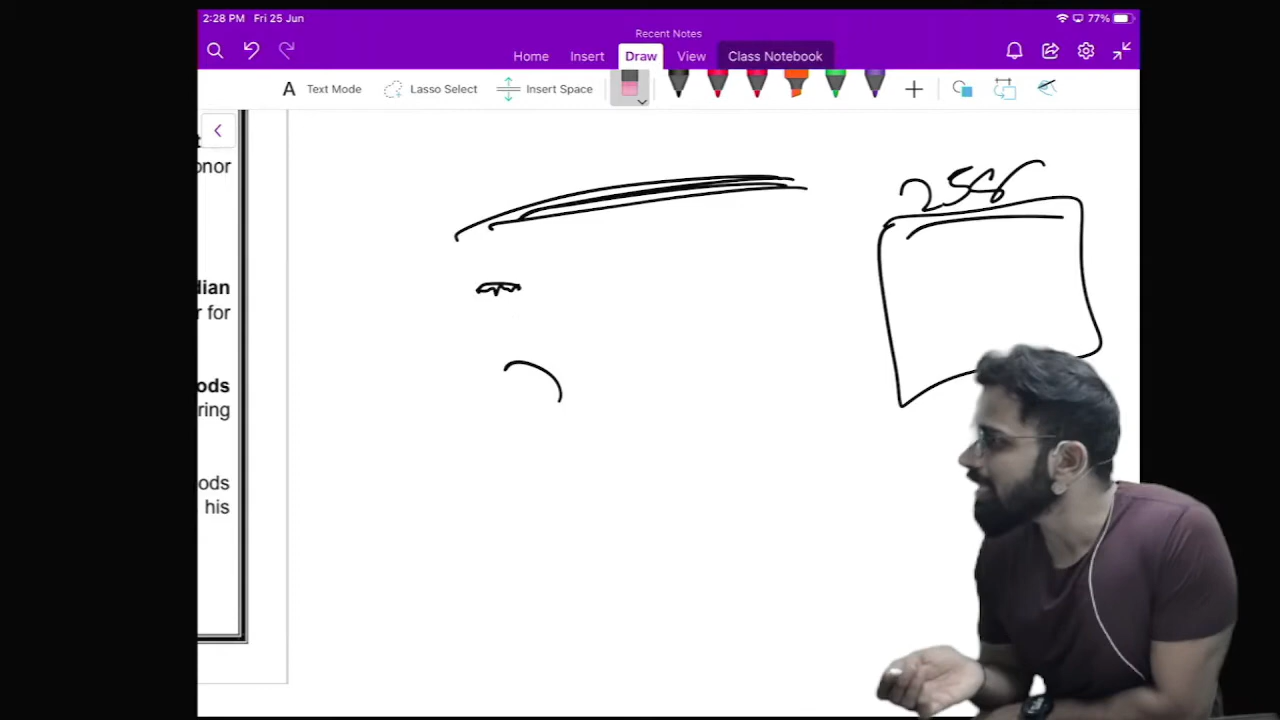 2:28 PM Fri 25 Jun
77%
Recent Notes
Home Insert Draw View Class Notebook
A Text Mode Lasso Select Insert Space
onor
dian
r for
ods
ring
ods
his